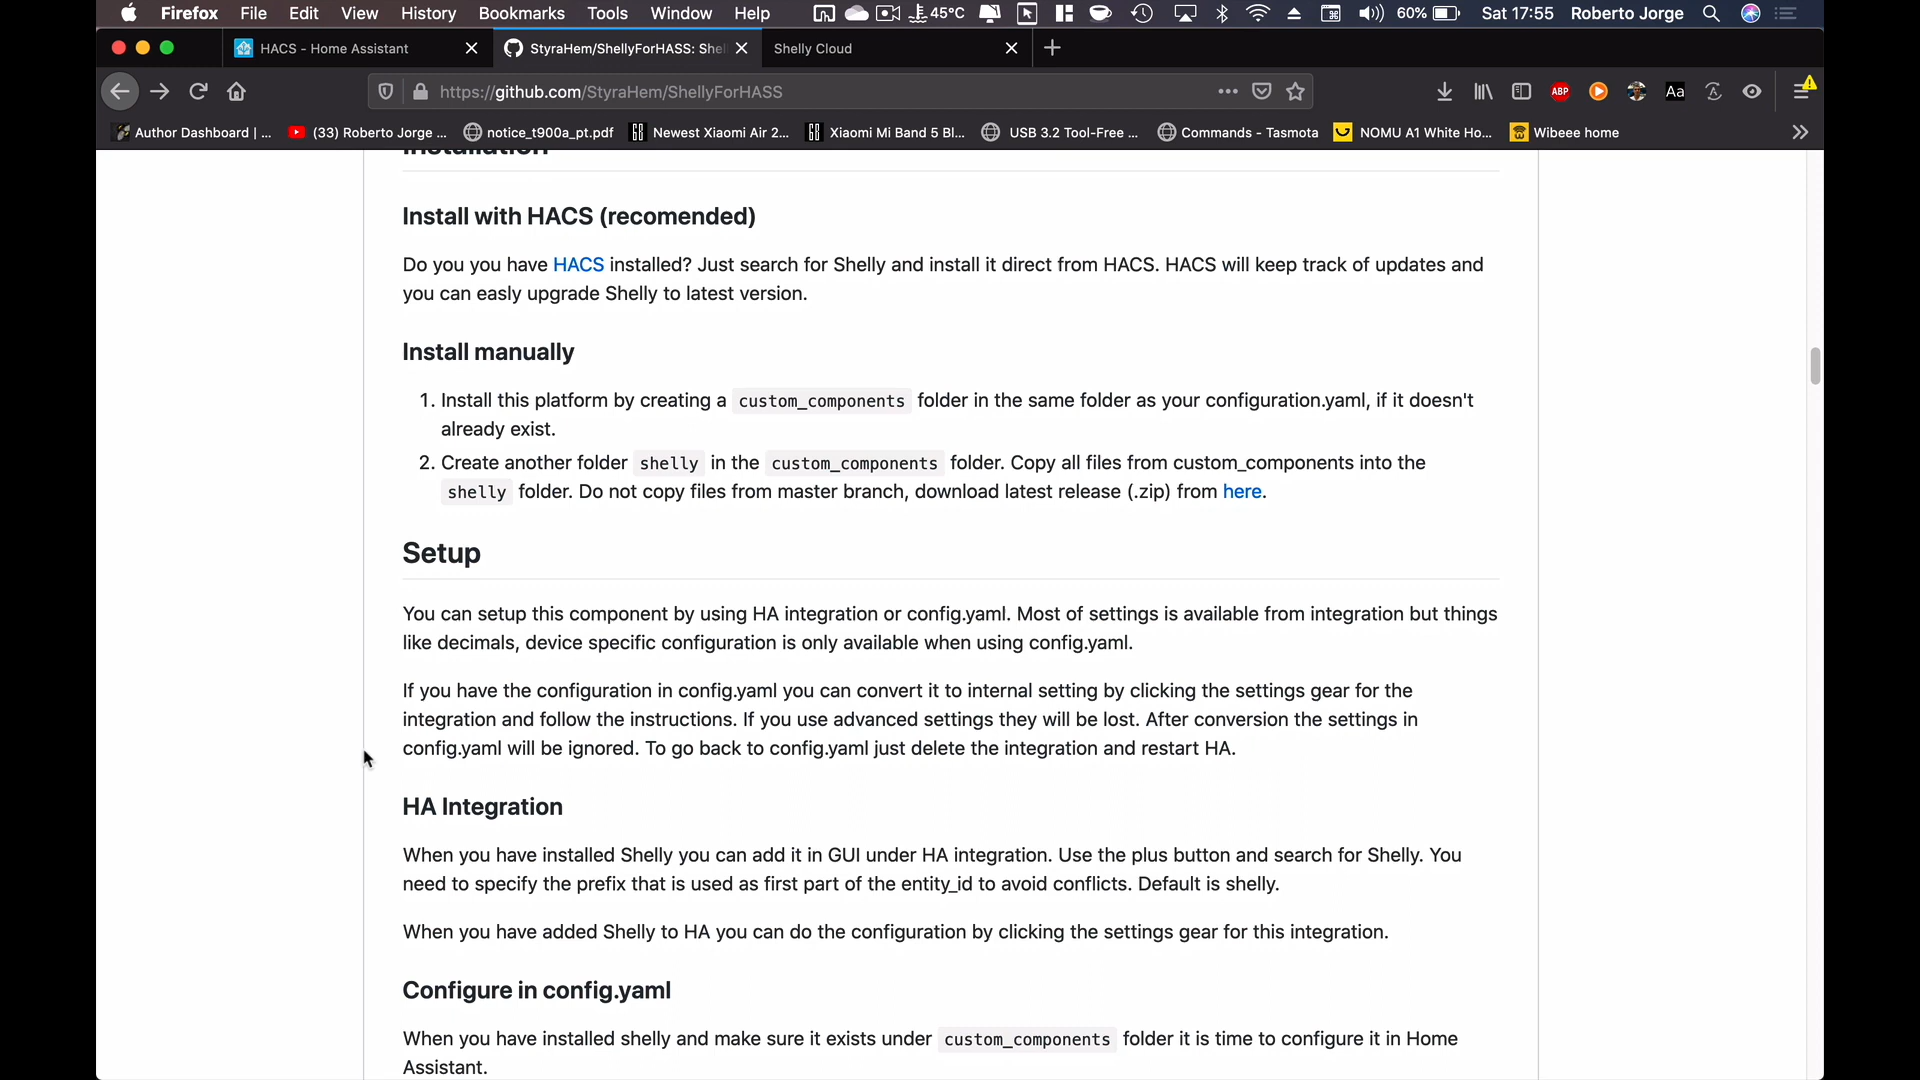 Firefox File Edit View History Bookmarks Tools Window Help 45°C 60% Sat 17:55 Roberto Jorge
HACS - Home Assistant StyraHem/ShellyForHASS: She Shelly Cloud
https://github.com/StyraHem/ShellyForHASS ABP Aa
Author Dashboard | ... (33) Roberto Jorge ... notice_t900a_pt.pdf Newest Xiaomi Air 2... Xiaomi Mi Band 5 Bl... USB 3.2 Tool-Free ... Commands - Tasmota NOMU A1 White Ho... Wibeee home
Installation
Install with HACS (recomended)
Do you you have HACS installed? Just search for Shelly and install it direct from HACS. HACS will keep track of updates and
you can easly upgrade Shelly to latest version.
Install manually
1. Install this platform by creating a custom_components folder in the same folder as your configuration.yaml, if it doesn't
already exist.
2. Create another folder shelly in the custom_components folder. Copy all files from custom_components into the
shelly folder. Do not copy files from master branch, download latest release (.zip) from here.
Setup
You can setup this component by using HA integration or config.yaml. Most of settings is available from integration but things
like decimals, device specific configuration is only available when using config.yaml.
If you have the configuration in config.yaml you can convert it to internal setting by clicking the settings gear for the
integration and follow the instructions. If you use advanced settings they will be lost. After conversion the settings in
config.yaml will be ignored. To go back to config.yaml just delete the integration and restart HA.
HA Integration
When you have installed Shelly you can add it in GUI under HA integration. Use the plus button and search for Shelly. You
need to specify the prefix that is used as first part of the entity_id to avoid conflicts. Default is shelly.
When you have added Shelly to HA you can do the configuration by clicking the settings gear for this integration.
Configure in config.yaml
When you have installed shelly and make sure it exists under custom_components folder it is time to configure it in Home
Assistant.